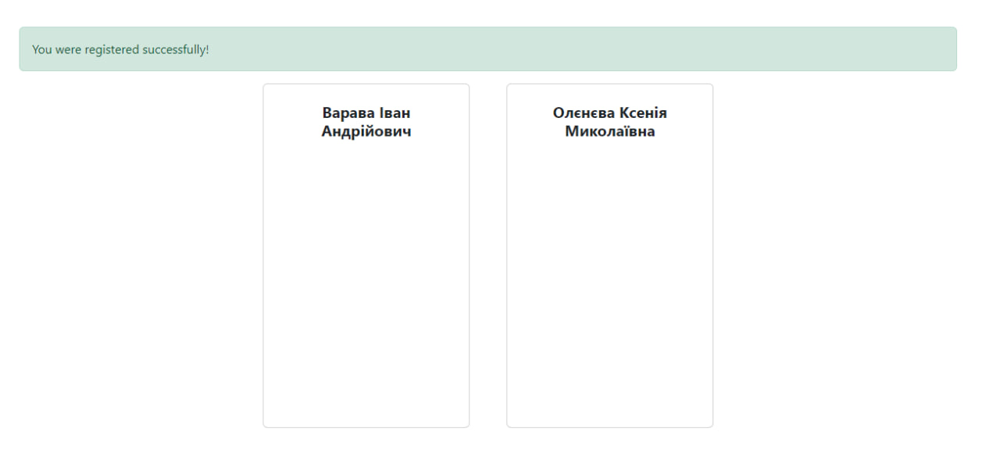 You were registered successfully!
Варава Іван
Андрійович
Олєнєва Ксенія
Миколаївна